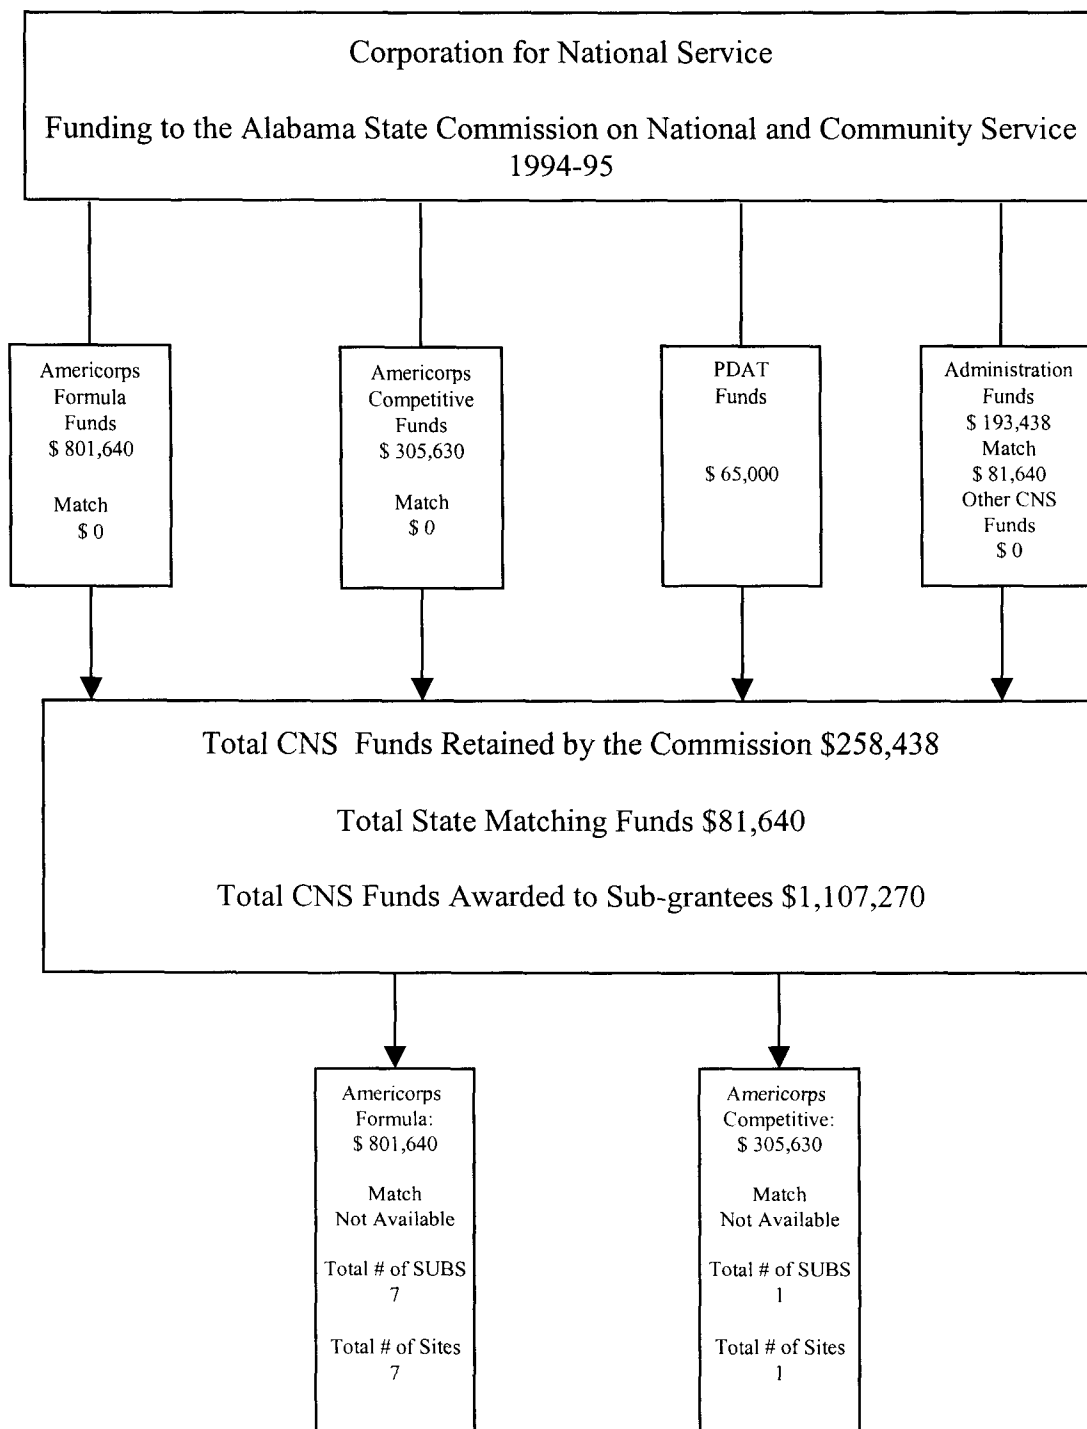 Corporation for National Service
Funding to the Alabama State Commission on National and Community Service
1994-95
Americorps
Formula
Funds
$ 801,640
Match
$ 0
Americorps
Competitive
Funds
$ 305,630
Match
$ 0
PDAT
Funds
$ 65,000
Administration
Funds
$ 193,438
Match
$ 81,640
Other CNS
Funds
$ 0
Total CNS Funds Retained by the Commission $258,438
Total State Matching Funds $81,640
Total CNS Funds Awarded to Sub-grantees $1,107,270
Americorps
Formula:
$ 801,640
Match
Not Available
Total # of SUBS
7
Total # of Sites
7
Americorps
Competitive:
$ 305,630
Match
Not Available
Total # of SUBS
1
Total # of Sites
1